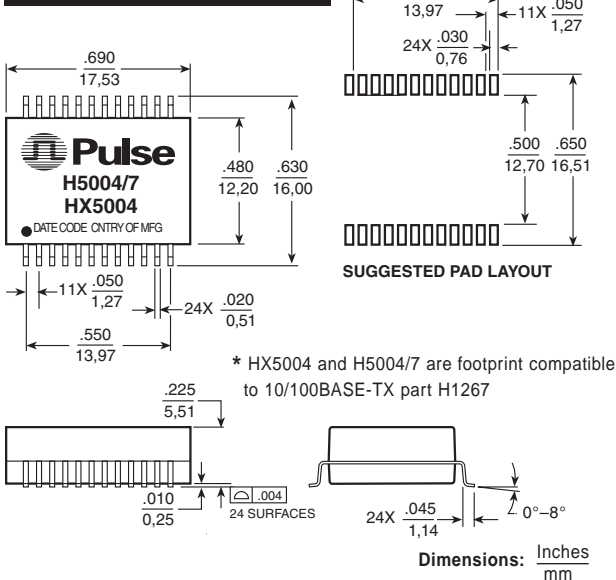 13,97
11X .050
1,27
24X .030
0,76
.690
17,53
Pulse
H5004/7
HX5004
DATE CODE CNTRY OF MFG
.480
12,20
.630
16,00
.500
12,70
.650
16,51
SUGGESTED PAD LAYOUT
11X .050
1,27
24X .020
0,51
.550
13,97
* HX5004 and H5004/7 are footprint compatible
to 10/100BASE-TX part H1267
.225
5,51
.010
0,25
.004
24 SURFACES
24X .045
1,14
0°–8°
Dimensions: Inches
mm